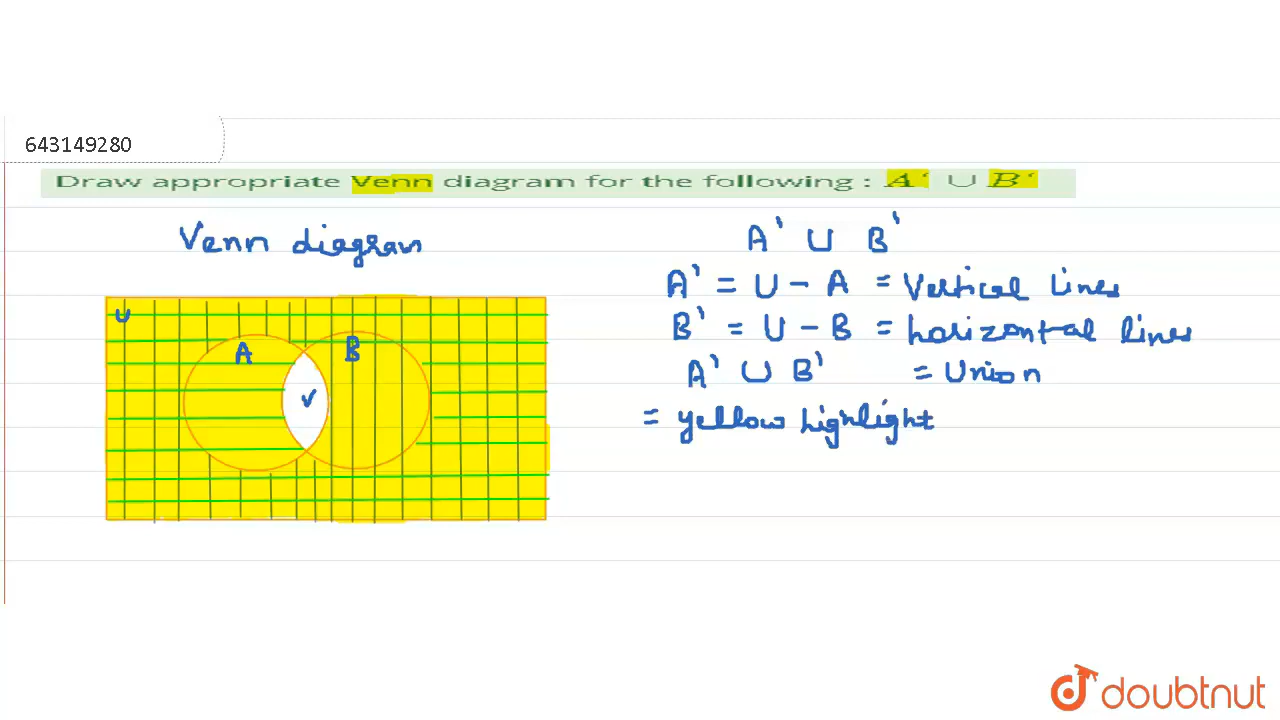 643149280
Draw appropriate Venn diagram for the following : A‘ ∪ B‘
Venn diagram
A' U B'
A' = U - A = Vertical Lines
B' = U - B = horizontal lines
A' U B' = Union
= yellow highlight
U
A
B
doubtnut